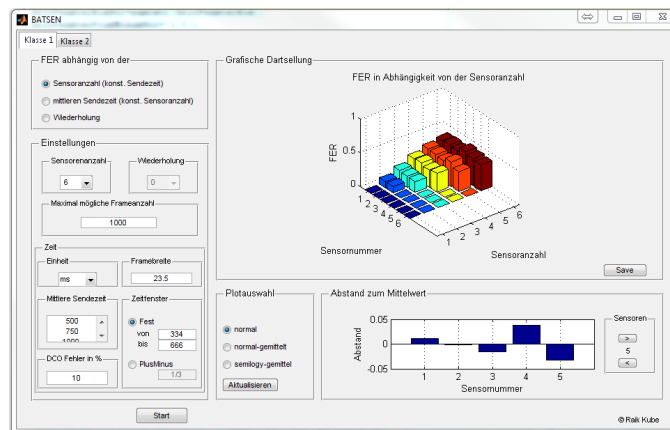 BATSEN
Klasse 1 Klasse 2
FER abhängig von der
Sensoranzahl (konst. Sendezeit)
mittleren Sendezeit (konst. Sensoranzahl)
Wiederholung
Einstellungen
Sensorenanzahl
6
Wiederholung
0
Maximal mögliche Frameanzahl
1000
Zeit
Einheit
ms
Framebreite
23.5
Mittlere Sendezeit
500
750
1000
Zeitfenster
Fest
von 334
bis 666
PlusMinus
1/3
DCO Fehler in %
10
Start
Grafische Dartsellung
FER in Abhängigkeit von der Sensoranzahl
FER
1
0.5
0
1 2 3 4 5 6
Sensornummer
1 2 3 4 5 6
Sensoranzahl
Save
Plotauswahl
normal
normal-gemittelt
semilogy-gemittel
Aktualisieren
Abstand zum Mittelwert
Abstand
0.05
0
-0.05
1 2 3 4 5
Sensornummer
Sensoren
>
5
<
© Raik Kube